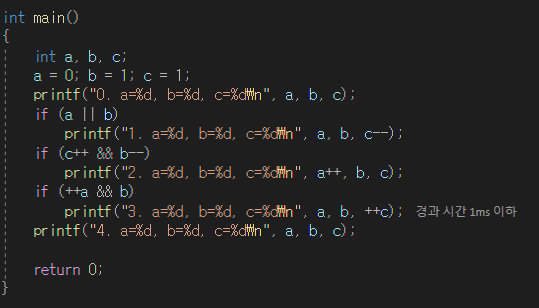 int main()
{
int a, b, c;
a = 0; b = 1; c = 1;
printf("0. a=%d, b=%d, c=%d₩n", a, b, c);
if (a || b)
printf("1. a=%d, b=%d, c=%d₩n", a, b, c--);
if (c++ && b--)
printf("2. a=%d, b=%d, c=%d₩n", a++, b, c);
if (++a && b)
printf("3. a=%d, b=%d, c=%d₩n", a, b, ++c); 경과 시간 1ms 이하
printf("4. a=%d, b=%d, c=%d₩n", a, b, c);
return 0;
}